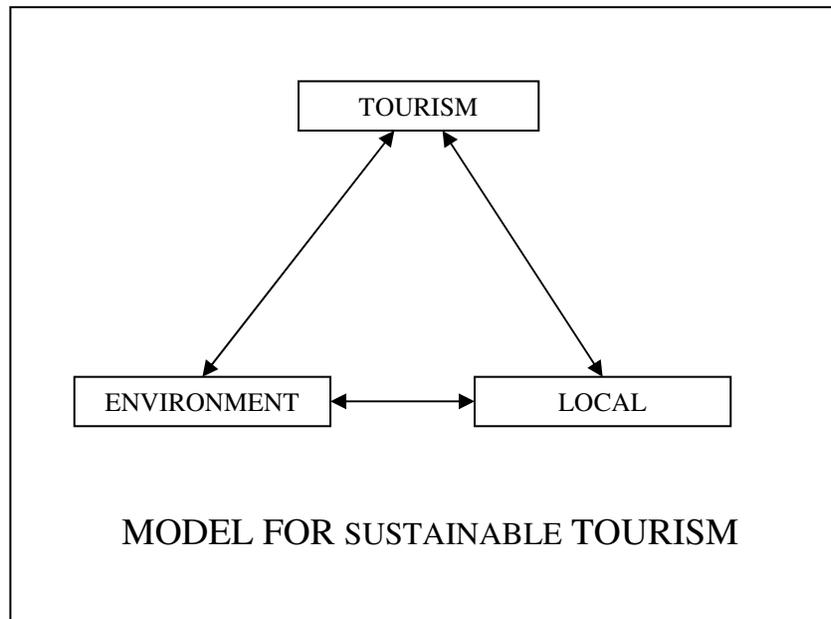 TOURISM
ENVIRONMENT
LOCAL
MODEL FOR SUSTAINABLE TOURISM